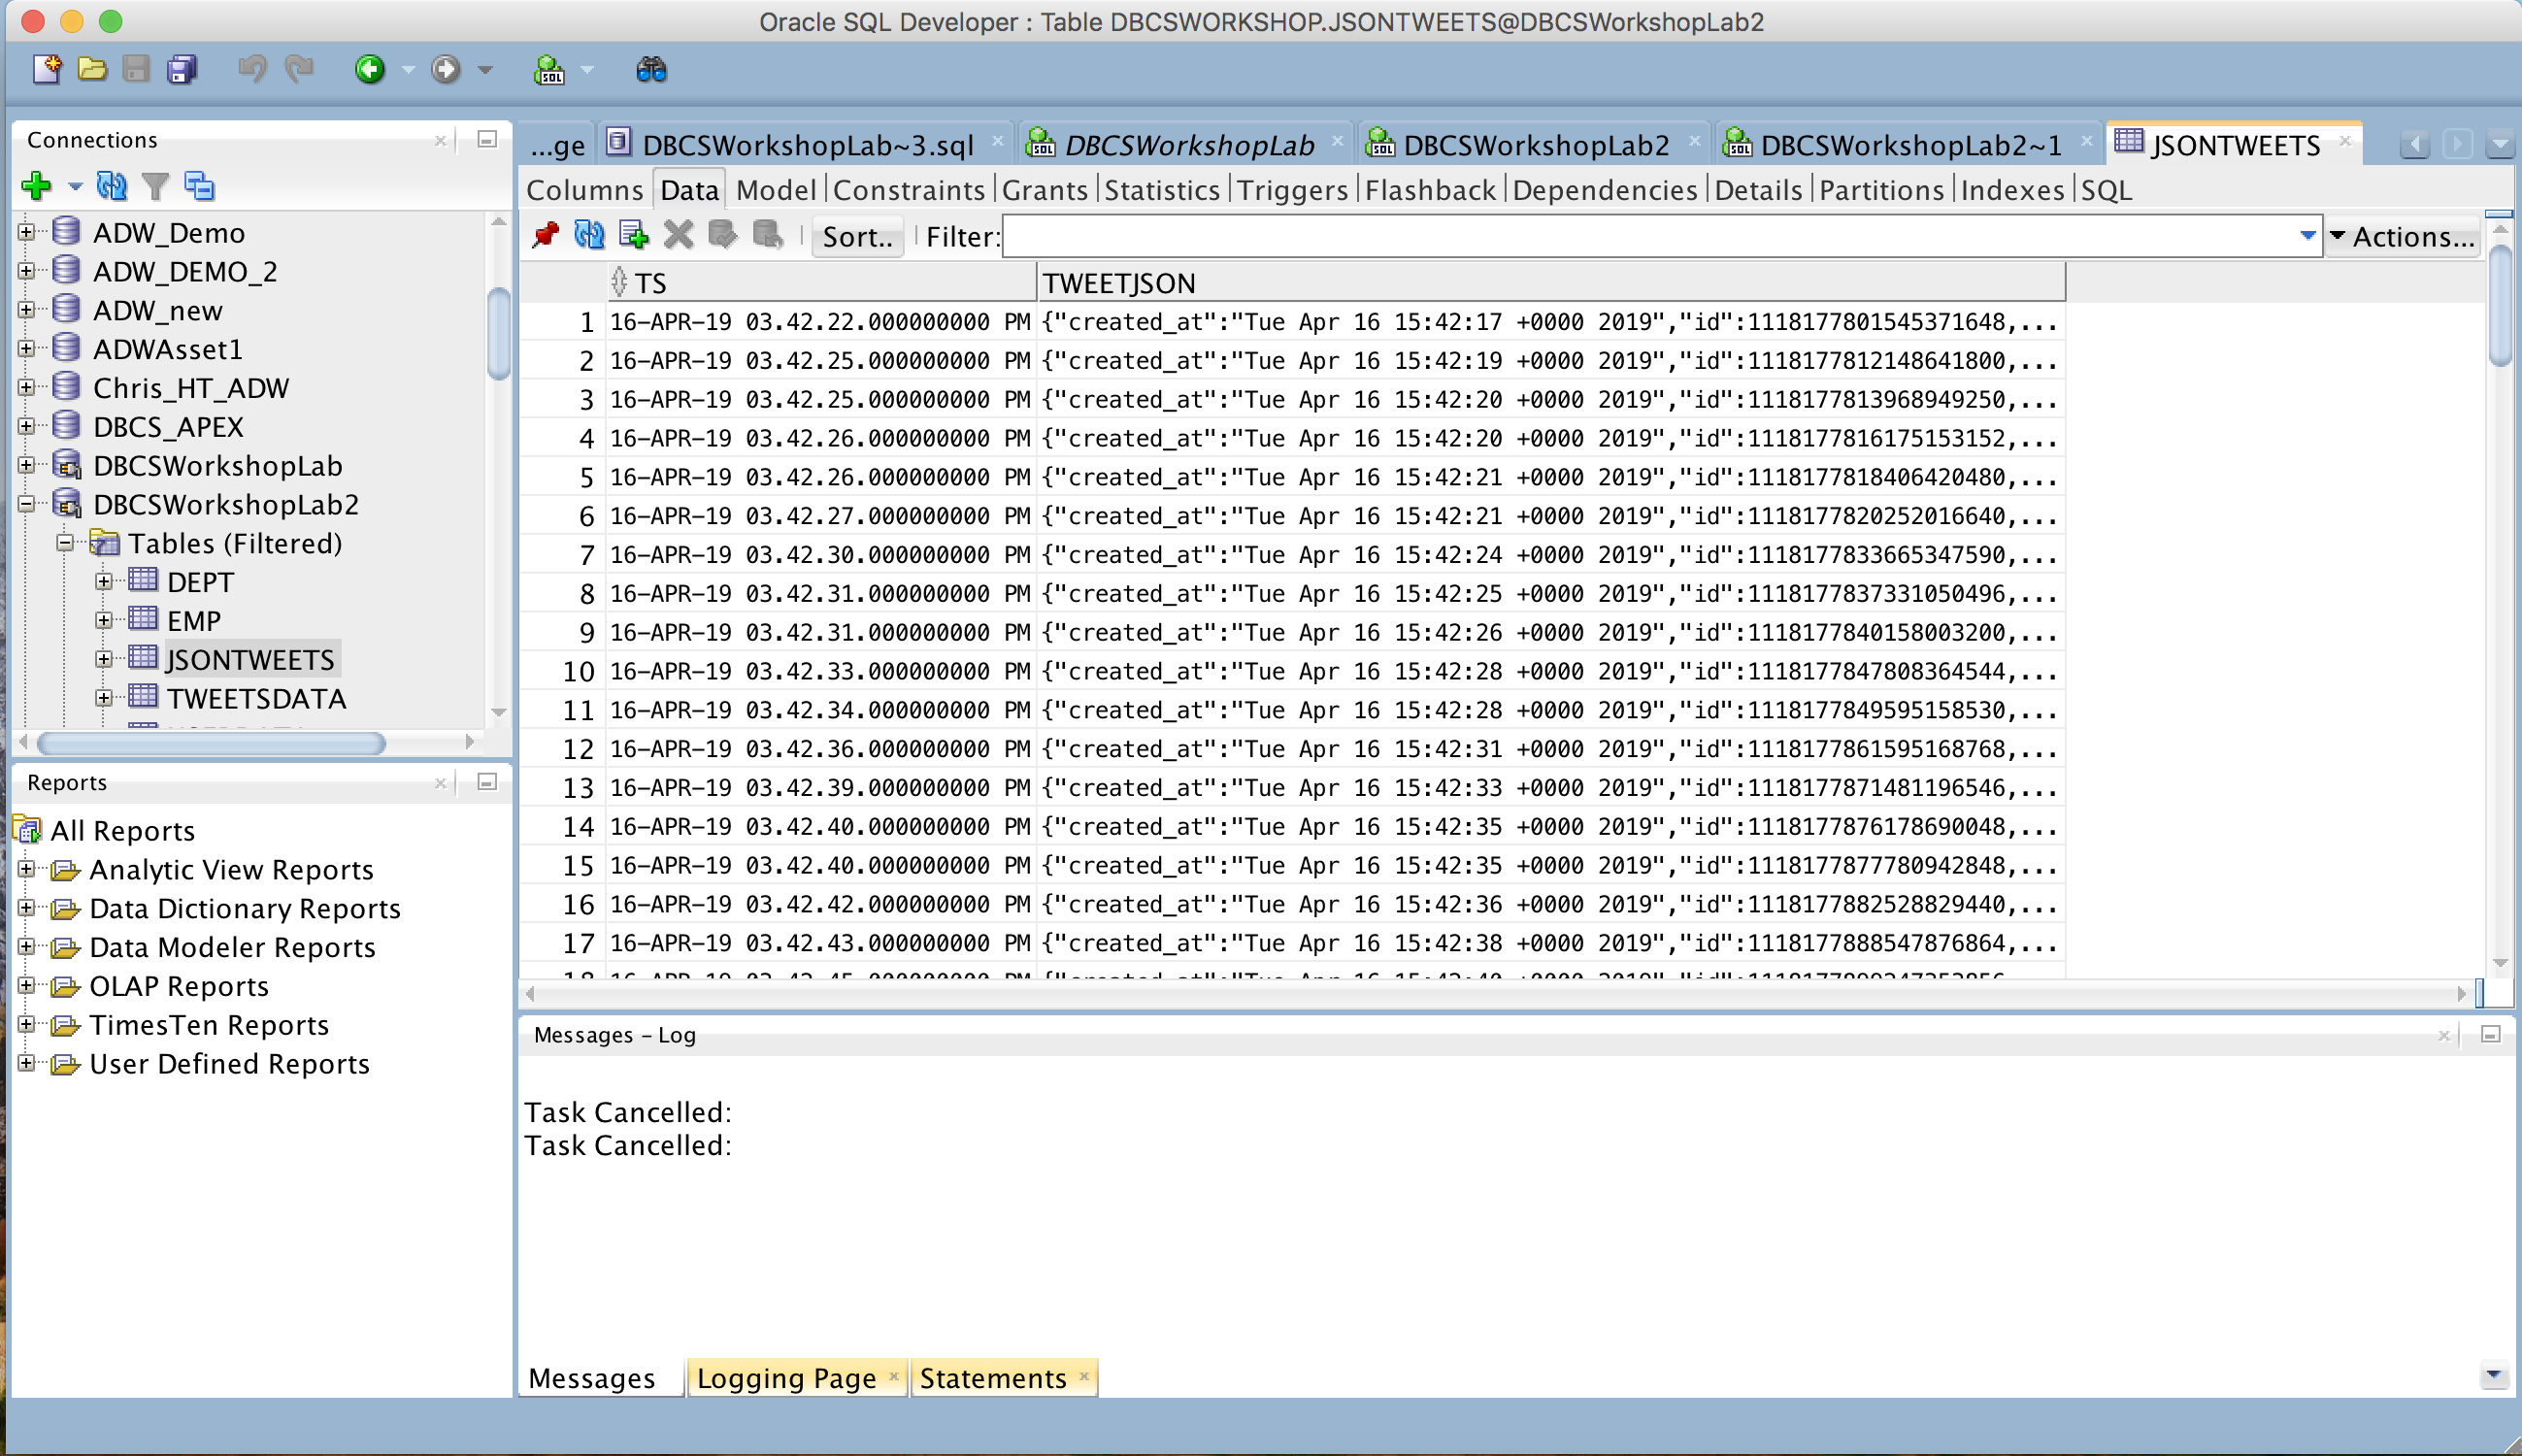 Oracle SQL Developer : Table DBCSWORKSHOP.JSONTWEETS@DBCSWorkshopLab2
Connections
ADW_Demo
ADW_DEMO_2
ADW_new
ADWAsset1
Chris_HT_ADW
DBCS_APEX
DBCSWorkshopLab
DBCSWorkshopLab2
Tables (Filtered)
DEPT
EMP
JSONTWEETS
TWEETSDATA
Reports
All Reports
Analytic View Reports
Data Dictionary Reports
Data Modeler Reports
OLAP Reports
TimesTen Reports
User Defined Reports
...ge DBCSWorkshopLab~3.sql DBCSWorkshopLab DBCSWorkshopLab2 DBCSWorkshopLab2~1 JSONTWEETS
Columns Data Model Constraints Grants Statistics Triggers Flashback Dependencies Details Partitions Indexes SQL
Sort.. Filter: Actions...
TS TWEETJSON
1 16-APR-19 03.42.22.000000000 PM {"created_at":"Tue Apr 16 15:42:17 +0000 2019","id":1118177801545371648,...
2 16-APR-19 03.42.25.000000000 PM {"created_at":"Tue Apr 16 15:42:19 +0000 2019","id":1118177812148641800,...
3 16-APR-19 03.42.25.000000000 PM {"created_at":"Tue Apr 16 15:42:20 +0000 2019","id":1118177813968949250,...
4 16-APR-19 03.42.26.000000000 PM {"created_at":"Tue Apr 16 15:42:20 +0000 2019","id":1118177816175153152,...
5 16-APR-19 03.42.26.000000000 PM {"created_at":"Tue Apr 16 15:42:21 +0000 2019","id":1118177818406420480,...
6 16-APR-19 03.42.27.000000000 PM {"created_at":"Tue Apr 16 15:42:21 +0000 2019","id":1118177820252016640,...
7 16-APR-19 03.42.30.000000000 PM {"created_at":"Tue Apr 16 15:42:24 +0000 2019","id":1118177833665347590,...
8 16-APR-19 03.42.31.000000000 PM {"created_at":"Tue Apr 16 15:42:25 +0000 2019","id":1118177837331050496,...
9 16-APR-19 03.42.31.000000000 PM {"created_at":"Tue Apr 16 15:42:26 +0000 2019","id":1118177840158003200,...
10 16-APR-19 03.42.33.000000000 PM {"created_at":"Tue Apr 16 15:42:28 +0000 2019","id":1118177847808364544,...
11 16-APR-19 03.42.34.000000000 PM {"created_at":"Tue Apr 16 15:42:28 +0000 2019","id":1118177849595158530,...
12 16-APR-19 03.42.36.000000000 PM {"created_at":"Tue Apr 16 15:42:31 +0000 2019","id":1118177861595168768,...
13 16-APR-19 03.42.39.000000000 PM {"created_at":"Tue Apr 16 15:42:33 +0000 2019","id":1118177871481196546,...
14 16-APR-19 03.42.40.000000000 PM {"created_at":"Tue Apr 16 15:42:35 +0000 2019","id":1118177876178690048,...
15 16-APR-19 03.42.40.000000000 PM {"created_at":"Tue Apr 16 15:42:35 +0000 2019","id":1118177877780942848,...
16 16-APR-19 03.42.42.000000000 PM {"created_at":"Tue Apr 16 15:42:36 +0000 2019","id":1118177882528829440,...
17 16-APR-19 03.42.43.000000000 PM {"created_at":"Tue Apr 16 15:42:38 +0000 2019","id":1118177888547876864,...
Messages - Log
Task Cancelled:
Task Cancelled:
Messages Logging Page Statements